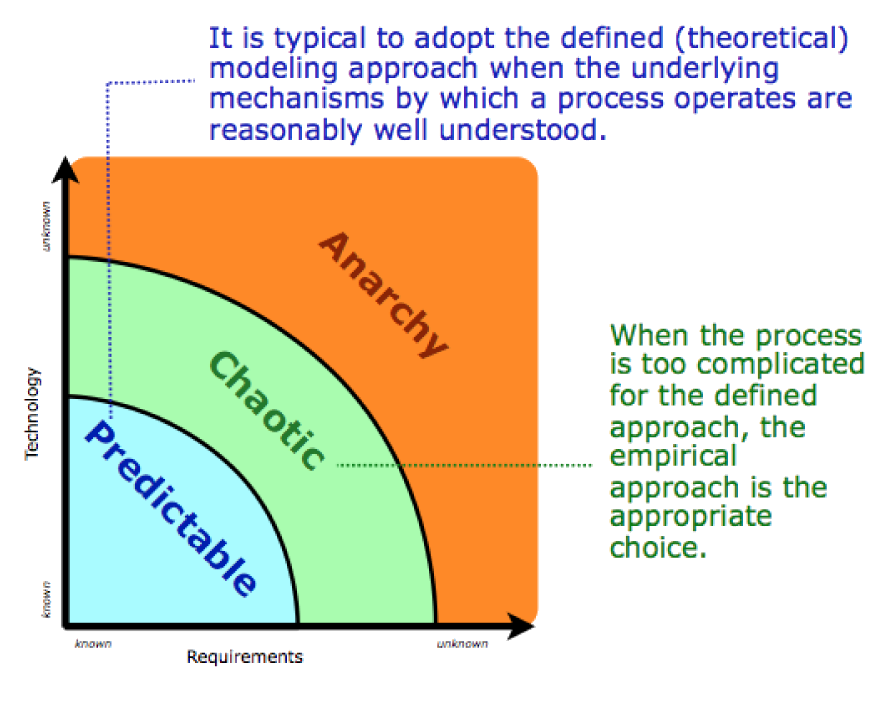 It is typical to adopt the defined (theoretical)
modeling approach when the underlying
mechanisms by which a process operates are
reasonably well understood.
unknown
Anarchy
When the process
is too complicated
for the defined
approach, the
empirical
approach is the
appropriate
choice.
Chaotic
Technology
Predictable
known
known
unknown
Requirements